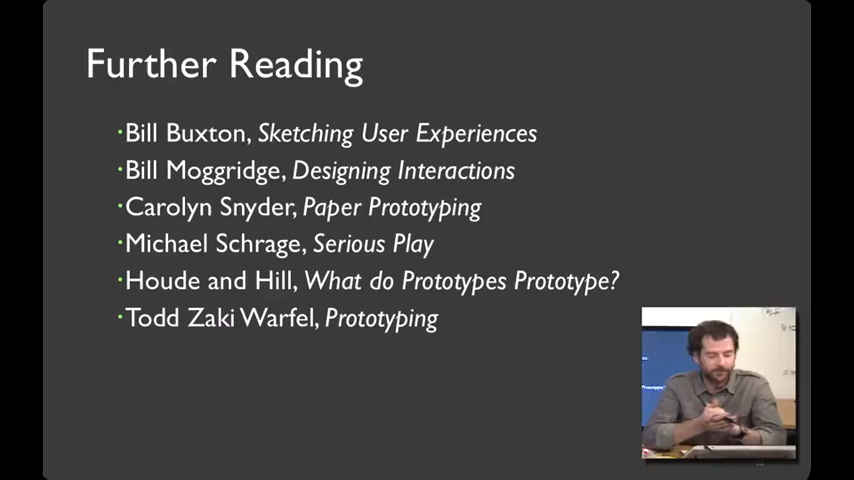 Further Reading
·Bill Buxton, Sketching User Experiences
·Bill Moggridge, Designing Interactions
·Carolyn Snyder, Paper Prototyping
·Michael Schrage, Serious Play
·Houde and Hill, What do Prototypes Prototype?
·Todd Zaki Warfel, Prototyping